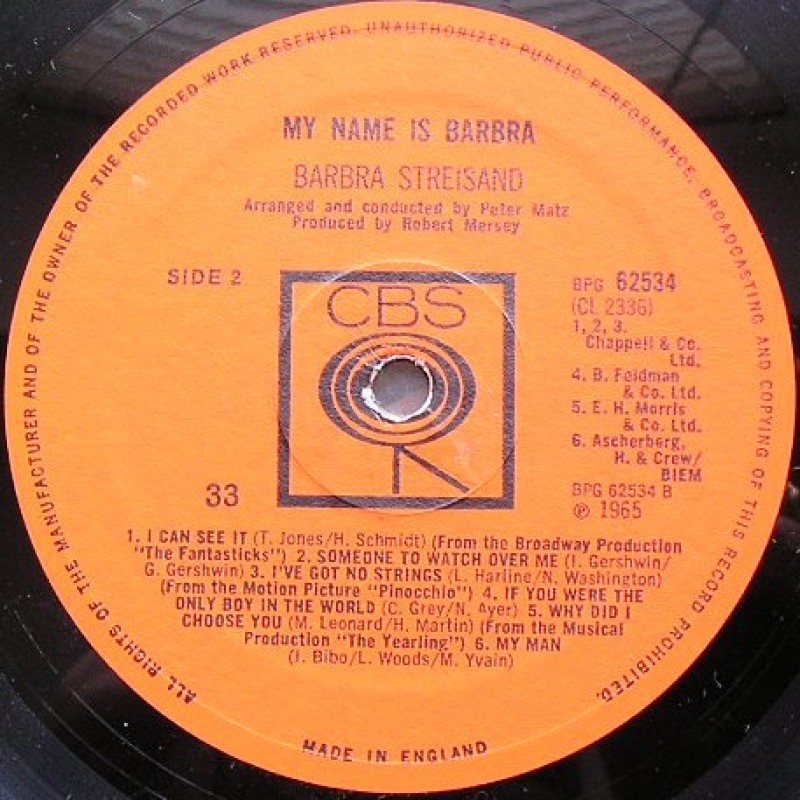 ALL RIGHTS OF THE MANUFACTURER AND OF THE OWNER OF THE RECORDED WORK RESERVED. UNAUTHORIZED PUBLIC PERFORMANCE, BROADCASTING AND COPYING OF THIS RECORD PROHIBITED.
MY NAME IS BARBRA
BARBRA STREISAND
Arranged and conducted by Peter Matz
Produced by Robert Mersey
SIDE 2
CBS
33
BPG 62534
(CL 2336)
1, 2, 3.
Chappell & Co.
Ltd.
4. B. Feldman
& Co. Ltd.
5. E. H. Morris
& Co. Ltd.
6. Ascherberg,
H. & Crew/
BIEM
BPG 62534 B
℗ 1965
1. I CAN SEE IT (T. Jones/H. Schmidt) (From the Broadway Production
"The Fantasticks") 2. SOMEONE TO WATCH OVER ME (I. Gershwin/
G. Gershwin) 3. I'VE GOT NO STRINGS (L. Harline/N. Washington)
(From the Motion Picture "Pinocchio") 4. IF YOU WERE THE
ONLY BOY IN THE WORLD (C. Grey/N. Ayer) 5. WHY DID I
CHOOSE YOU (M. Leonard/H. Martin) (From the Musical
Production "The Yearling") 6. MY MAN
(I. Bibo/L. Woods/M. Yvain)
MADE IN ENGLAND